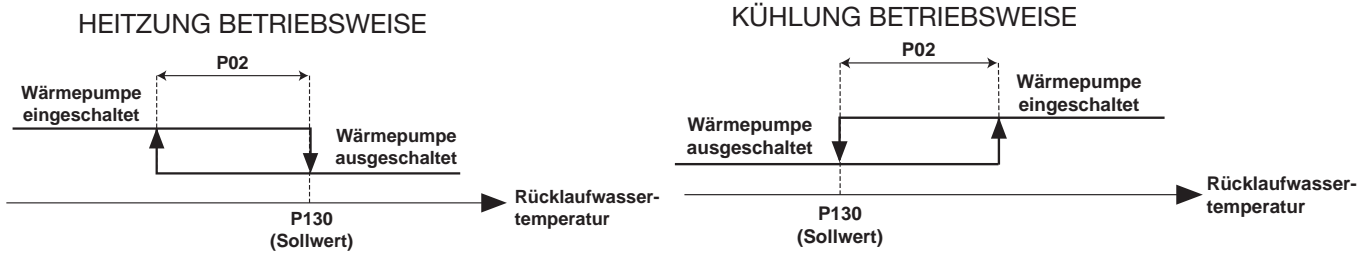 HEITZUNG BETRIEBSWEISE
P02
Wärmepumpe
eingeschaltet
Wärmepumpe
ausgeschaltet
Rücklaufwasser-
temperatur
P130
(Sollwert)
KÜHLUNG BETRIEBSWEISE
P02
Wärmepumpe
eingeschaltet
Wärmepumpe
ausgeschaltet
Rücklaufwasser-
temperatur
P130
(Sollwert)